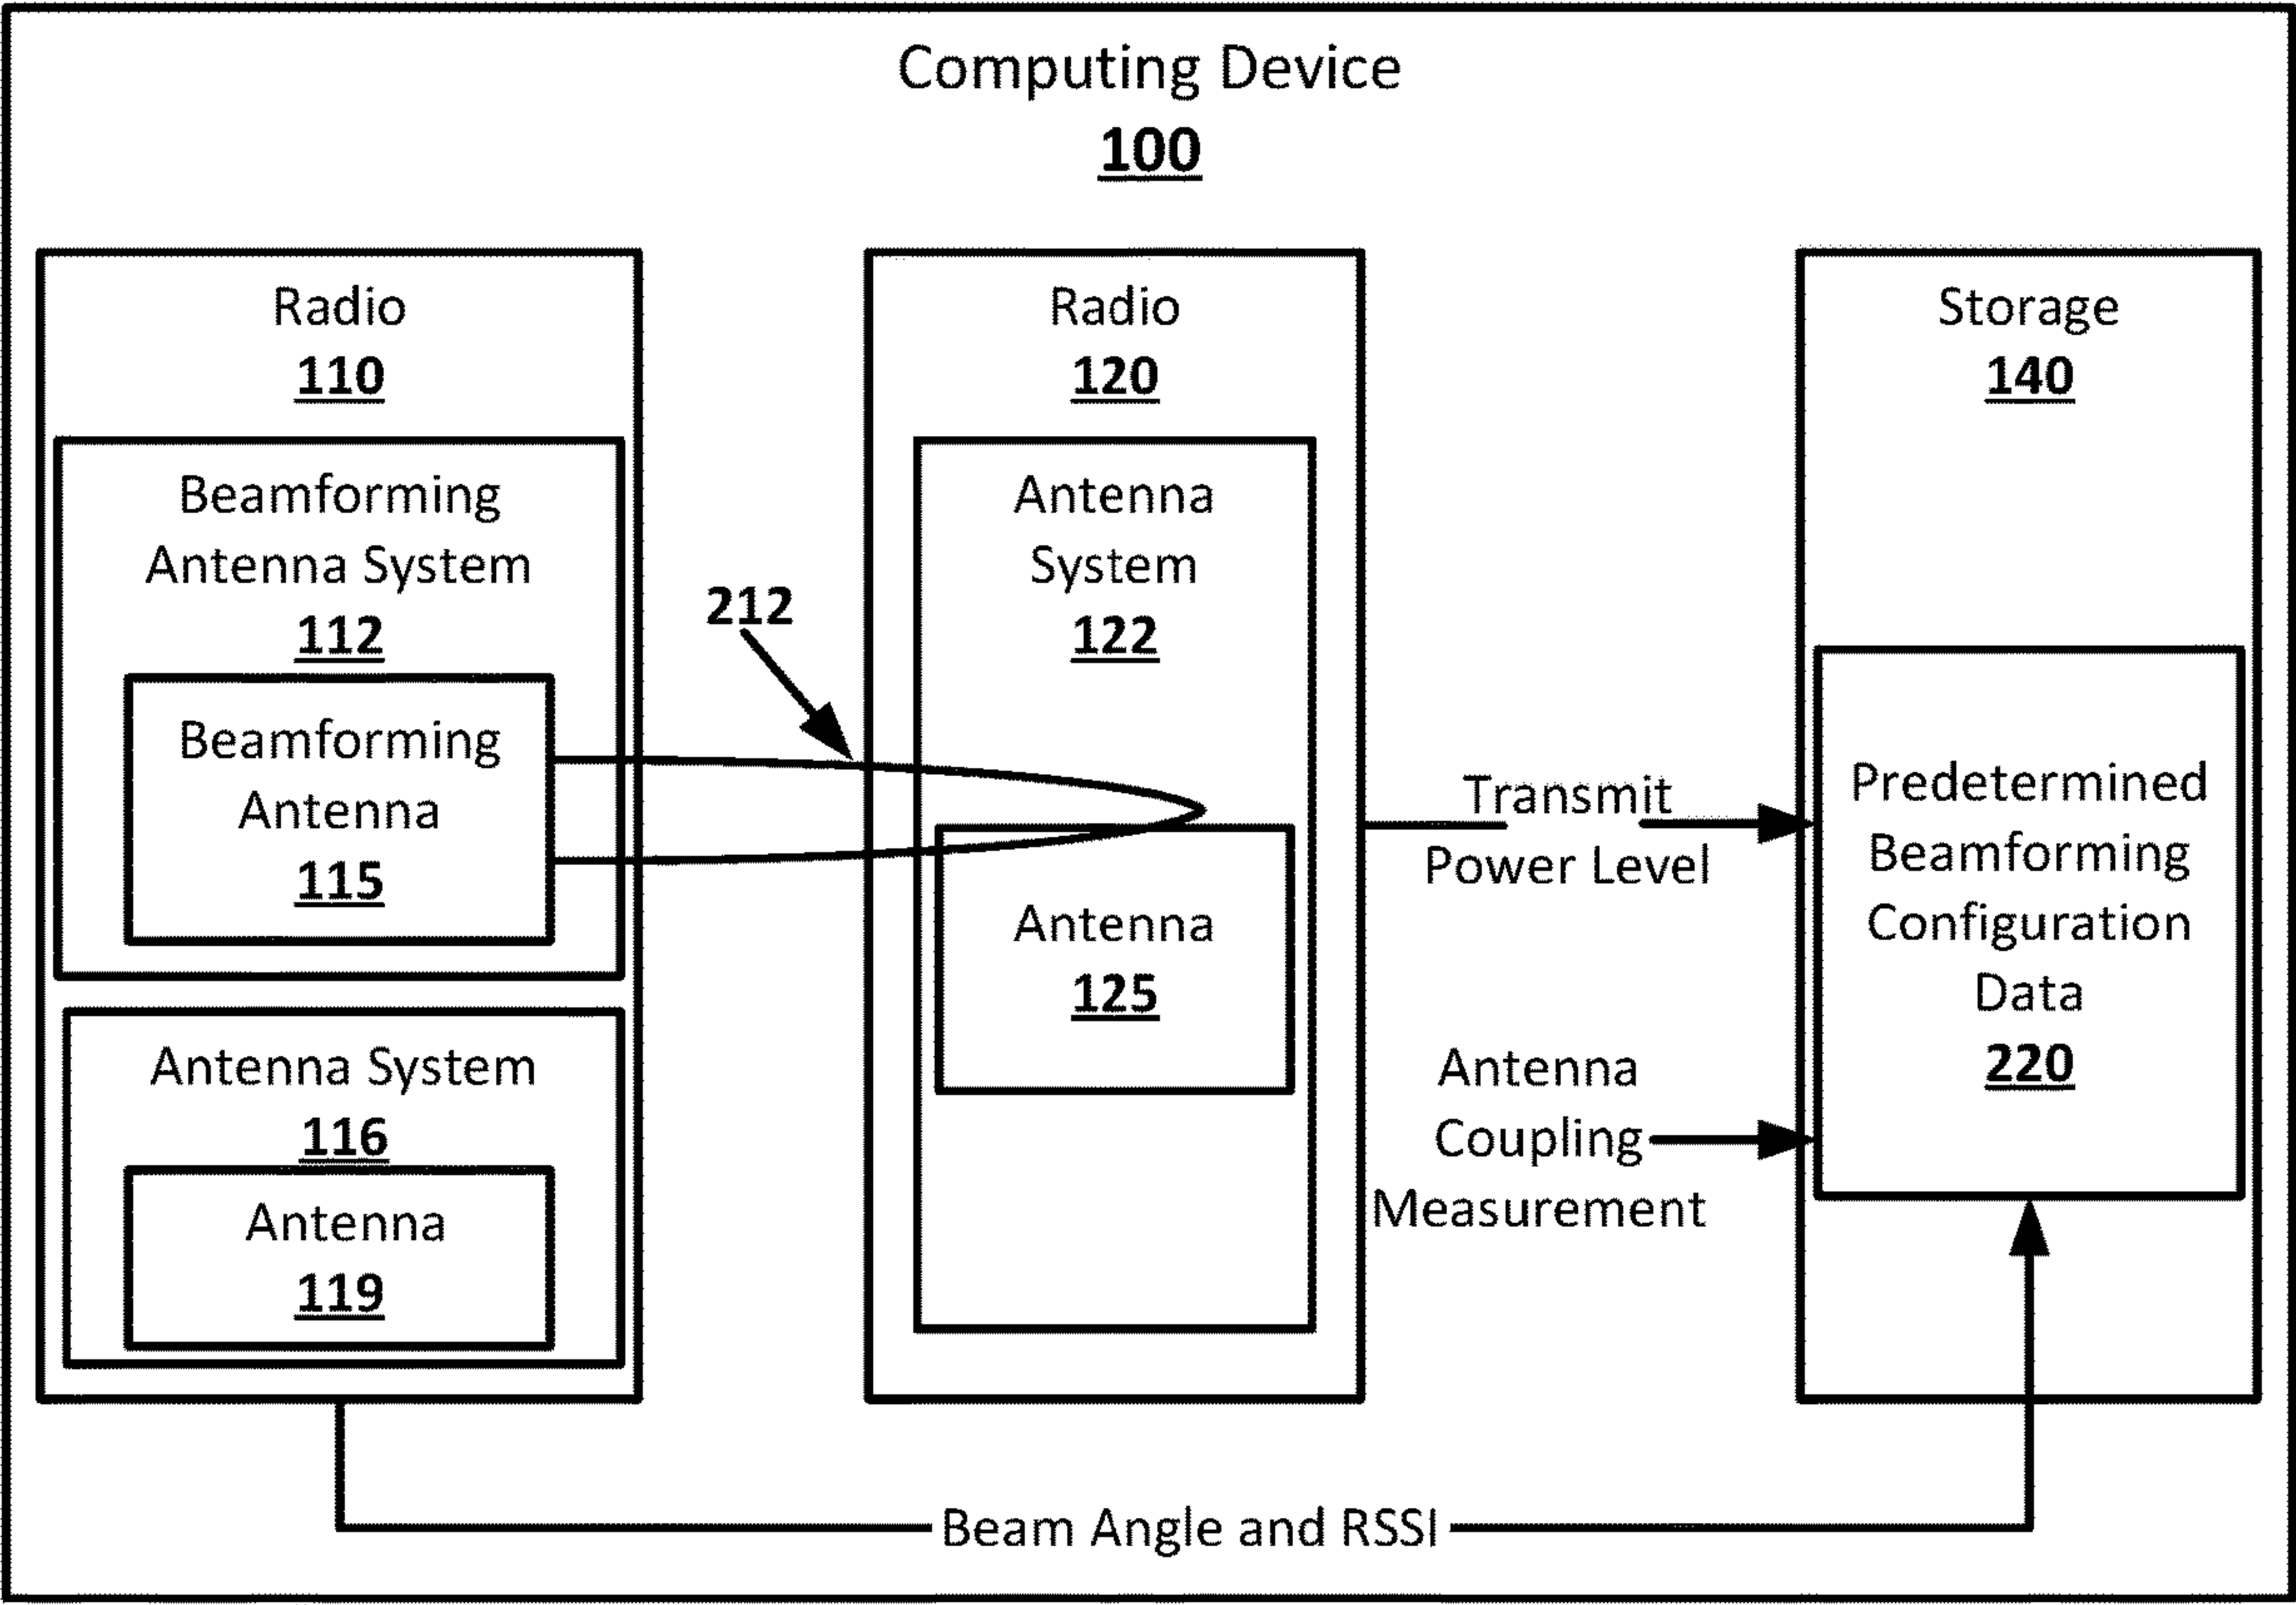 Computing Device
100
Radio
110
Beamforming
Antenna System
112
Beamforming
Antenna
115
Antenna System
116
Antenna
119
212
Radio
120
Antenna
System
122
Antenna
125
Transmit
Power Level
Antenna
Coupling
Measurement
Storage
140
Predetermined
Beamforming
Configuration
Data
220
Beam Angle and RSSI